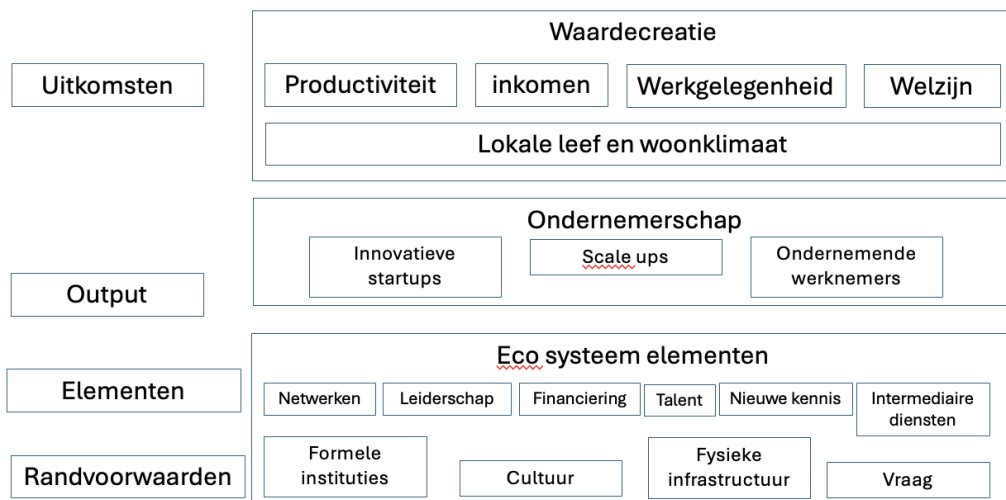 Waardecreatie
Uitkomsten
Productiviteit
inkomen
Werkgelegenheid
Welzijn
Lokale leef en woonklimaat
Ondernemerschap
Output
Innovatieve
startups
Scale ups
Ondernemende
werknemers
Eco systeem elementen
Elementen
Netwerken
Leiderschap
Financiering
Talent
Nieuwe kennis
Intermediaire
diensten
Randvoorwaarden
Formele
instituties
Cultuur
Fysieke
infrastructuur
Vraag